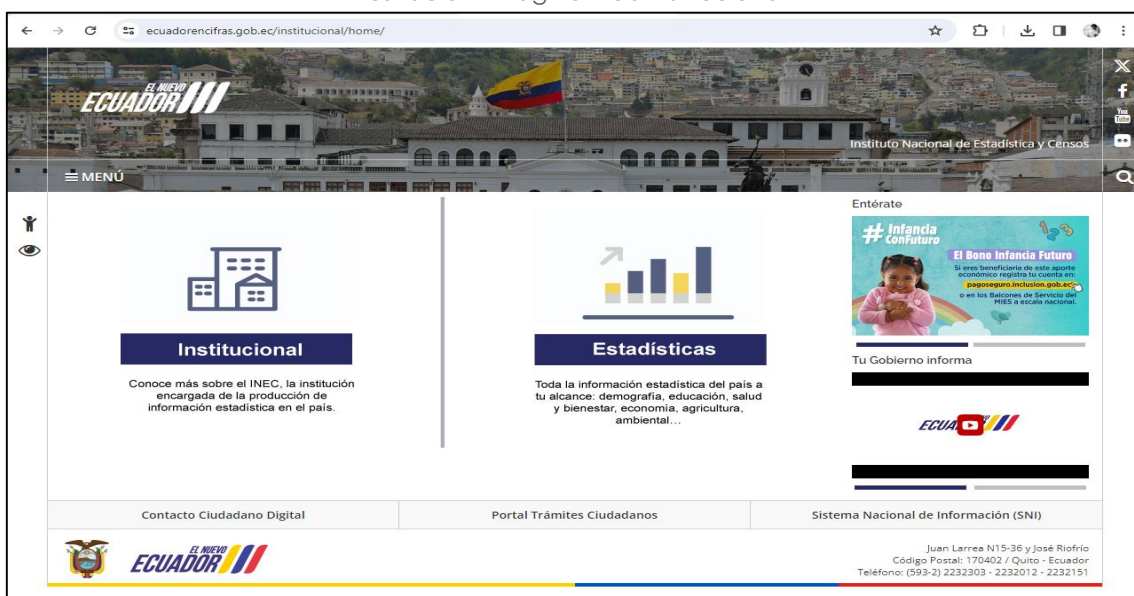 ecuadorencifras.gob.ec/institucional/home/
EL NUEVO
ECUADOR
Instituto Nacional de Estadística y Censos
You
Tube
MENÚ
Institucional
Conoce más sobre el INEC, la institución
encargada de la producción de
información estadística en el país.
Estadísticas
Toda la información estadística del país a
tu alcance: demografía, educación, salud
y bienestar, economía, agricultura,
ambiental...
Entérate
# Infancia
ConFuturo
1 2 3
El Bono Infancia Futuro
Si eres beneficiaria de este aporte
económico registra tu cuenta en:
pagoseguro.inclusion.gob.ec
o en los Balcones de Servicio del
MIES a escala nacional.
Tu Gobierno informa
Contacto Ciudadano Digital
Portal Trámites Ciudadanos
Sistema Nacional de Información (SNI)
EL NUEVO
ECUADOR
Juan Larrea N15-36 y José Riofrío
Código Postal: 170402 / Quito - Ecuador
Teléfono: (593-2) 2232303 - 2232012 - 2232151